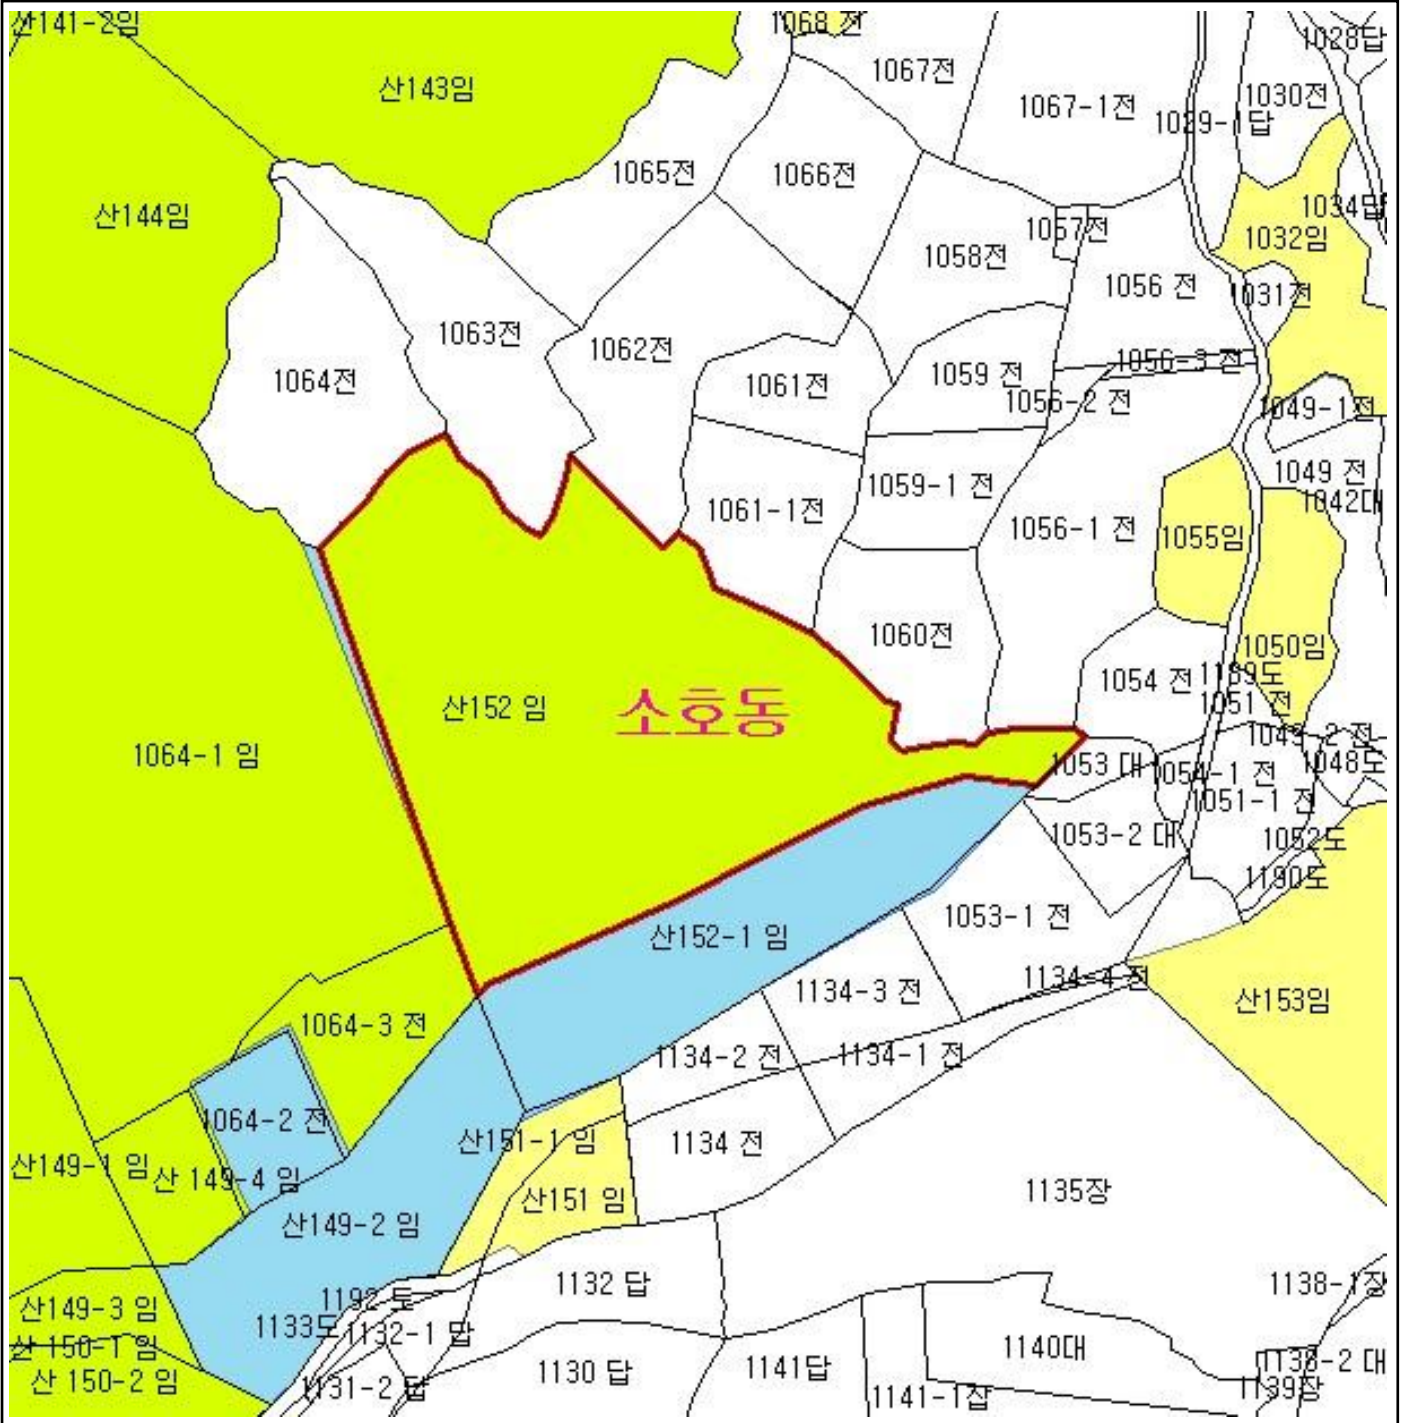 산141-2임
1068 전
1028답
산143임
1067전
1067-1전
1030전
1029-1답
1065전
1066전
산144임
1034답
1057전
1032임
1058전
1056 전
1031전
1063전
1062전
1056-3 전
1064전
1061전
1059 전
1056-2 전
1049-1전
1049 전
1059-1 전
1042대
1061-1전
1056-1 전
1055임
1060전
1050임
1054 전
1189도
1051 전
산152 임
소호동
1064-1 임
1053 대
1054-1 전
1048도
1051-1 전
1053-2 대
1052도
1190도
1053-1 전
산152-1 임
1134-4 전
1134-3 전
산153임
1064-3 전
1134-2 전
1134-1 전
1064-2 전
산151-1 임
1134 전
산149-1 임
산 149-4 임
산151 임
1135장
산149-2 임
1132 답
1138-1장
산149-3 임
1133도
1132-1 답
산 150-1 임
1140대
1138-2 대
산 150-2 임
1130 답
1141답
1131-2 답
1139장